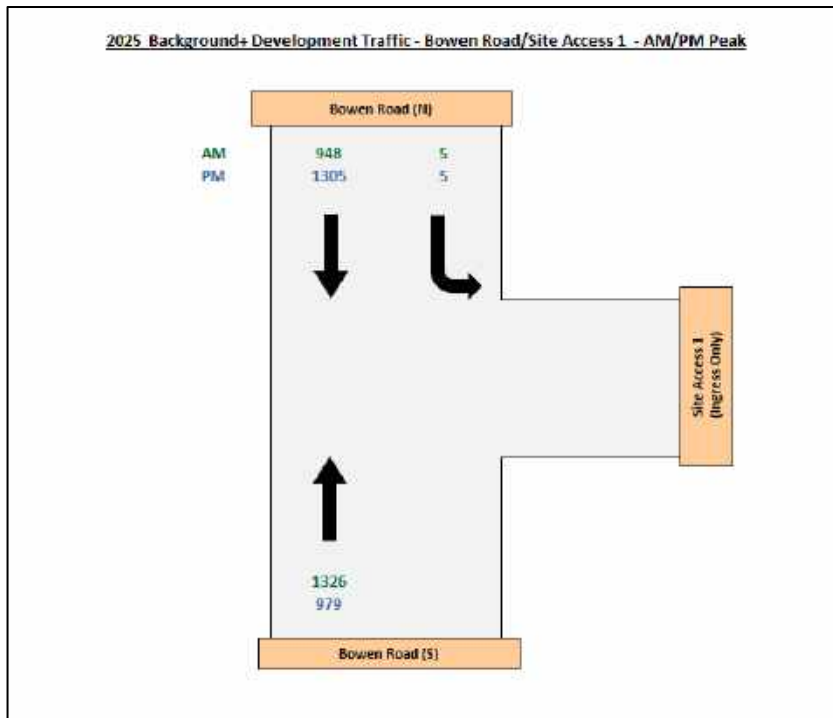 2025 Background+ Development Traffic - Bowen Road/Site Access 1 - AM/PM Peak
Bowen Road (N)
AM 948 5
PM 1305 5
Site Access 1
(Ingress Only)
1326
979
Bowen Road (S)